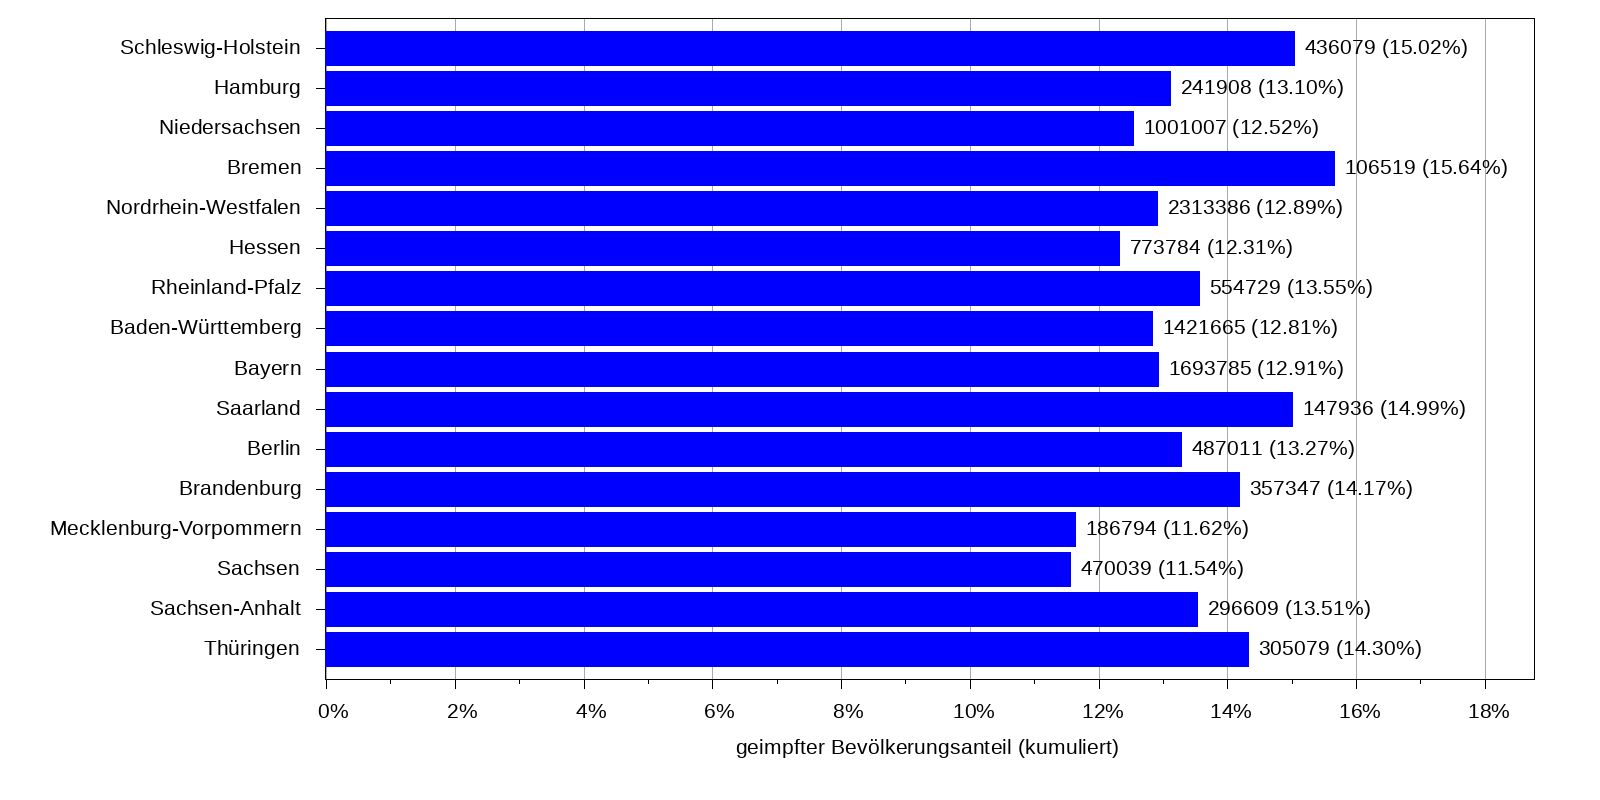 Schleswig-Holstein 436079 (15.02%)
Hamburg 241908 (13.10%)
Niedersachsen 1001007 (12.52%)
Bremen 106519 (15.64%)
Nordrhein-Westfalen 2313386 (12.89%)
Hessen 773784 (12.31%)
Rheinland-Pfalz 554729 (13.55%)
Baden-Württemberg 1421665 (12.81%)
Bayern 1693785 (12.91%)
Saarland 147936 (14.99%)
Berlin 487011 (13.27%)
Brandenburg 357347 (14.17%)
Mecklenburg-Vorpommern 186794 (11.62%)
Sachsen 470039 (11.54%)
Sachsen-Anhalt 296609 (13.51%)
Thüringen 305079 (14.30%)
0% 2% 4% 6% 8% 10% 12% 14% 16% 18%
geimpfter Bevölkerungsanteil (kumuliert)